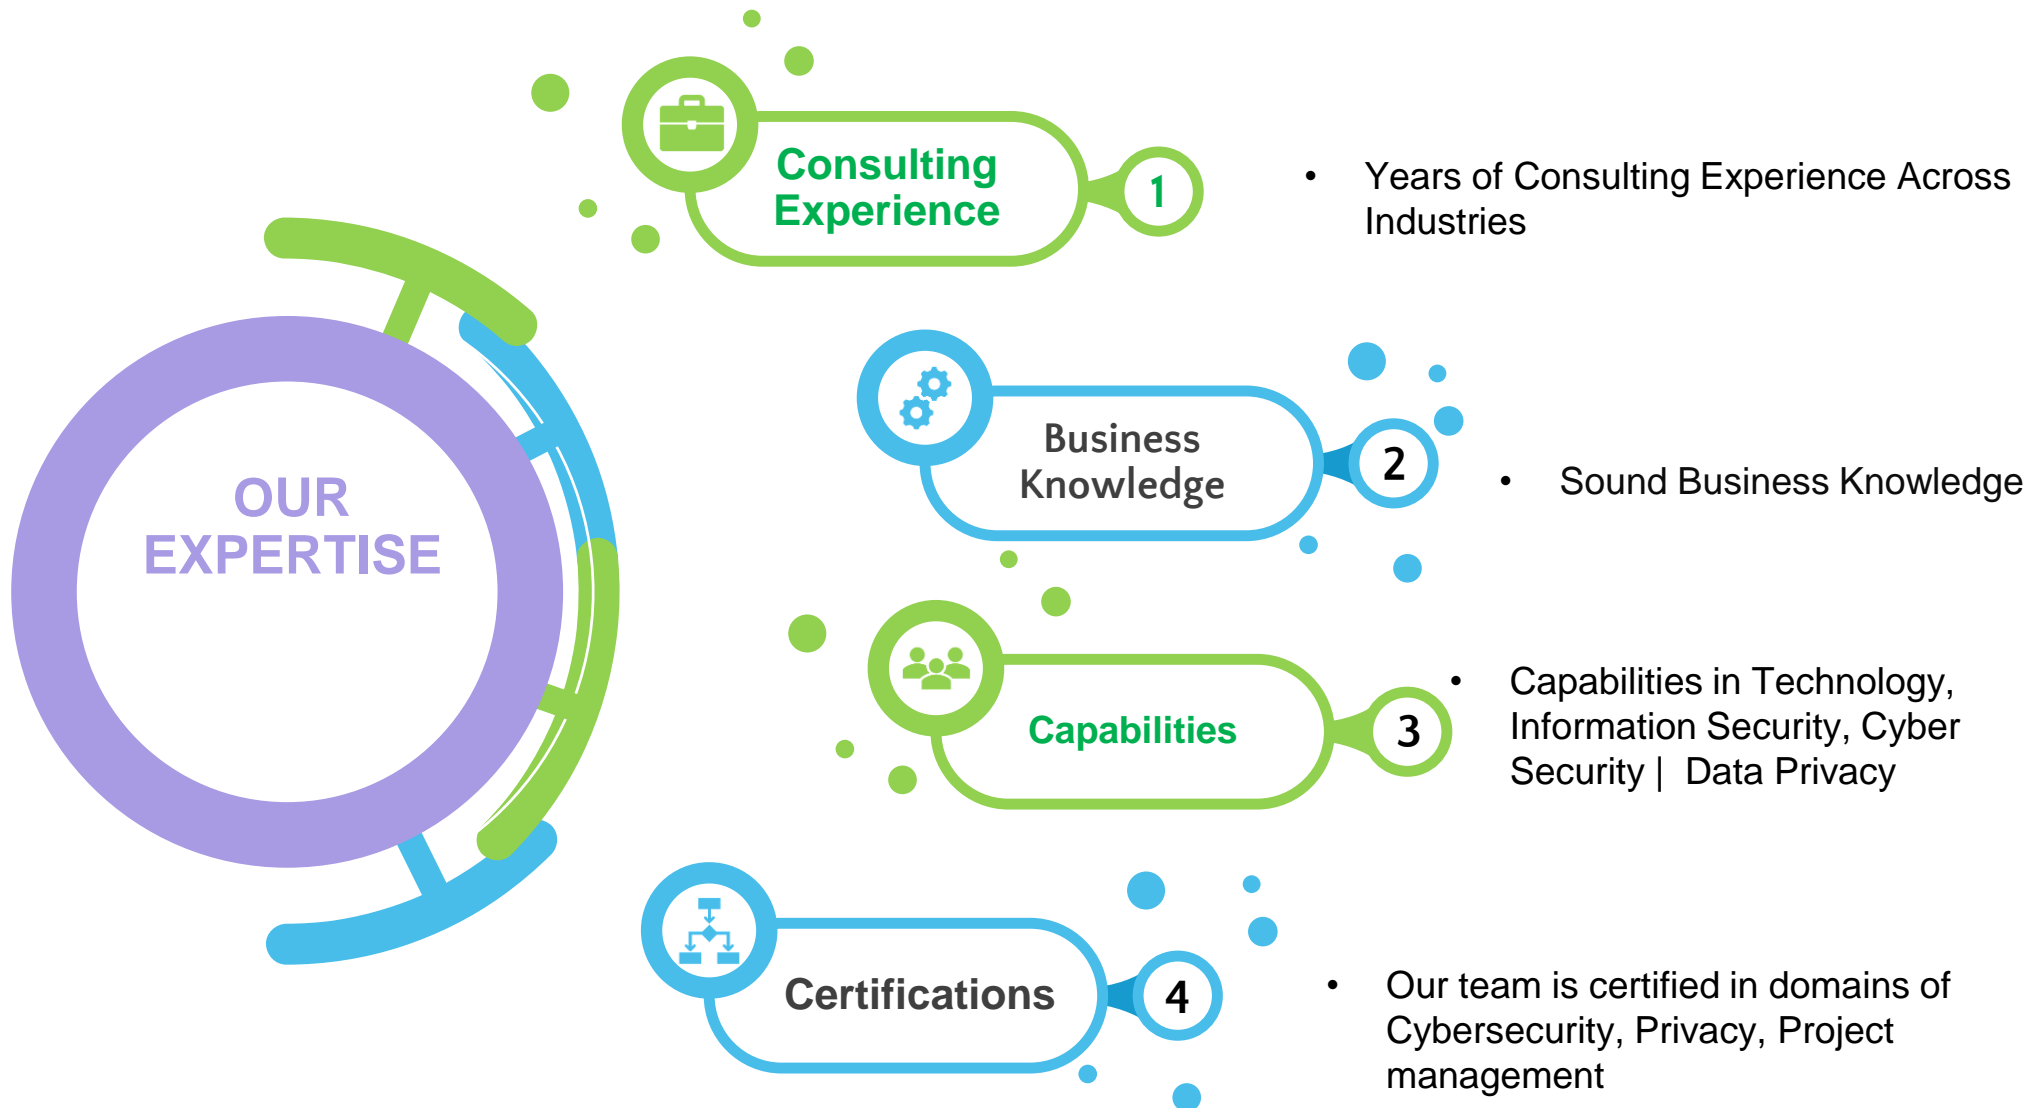 OUR
EXPERTISE
Consulting
Experience
1
• Years of Consulting Experience Across
Industries
Business
Knowledge
2
• Sound Business Knowledge
Capabilities
3
• Capabilities in Technology,
Information Security, Cyber
Security | Data Privacy
Certifications
4
• Our team is certified in domains of
Cybersecurity, Privacy, Project
management